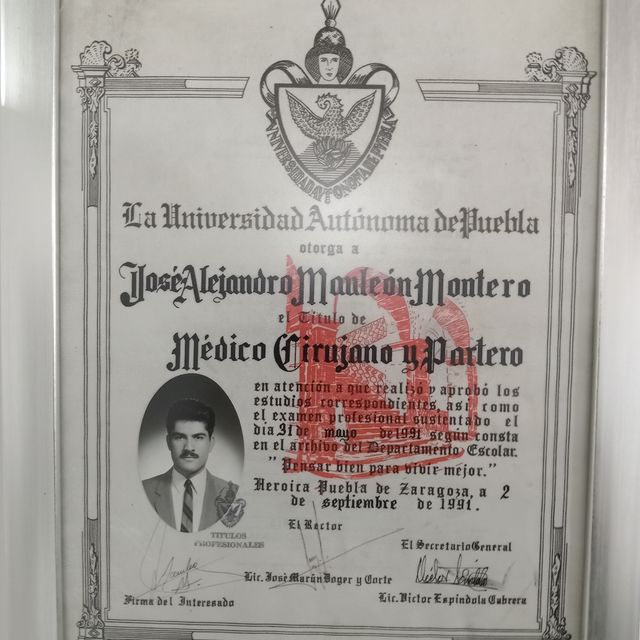 UNIVERSIDAD AUTONOMA DE PUEBLA
La Universidad Autónoma de Puebla
otorga a
José Alejandro Mauleón Montero
el Título de
Médico Cirujano y Partero
en atención a que realizó y aprobó los
estudios correspondientes, así como
el examen profesional sustentado el
día 31 de mayo de 1991 según consta
en el archivo del Departamento Escolar.
"Pensar bien para vivir mejor."
Heroica Puebla de Zaragoza, a 2
de septiembre de 1991.
El Rector
TITULOS
PROFESIONALES
El Secretario General
Lic. José Marún Doger y Corte
Firma del Interesado
Lic. Victor Espíndola Cabrera